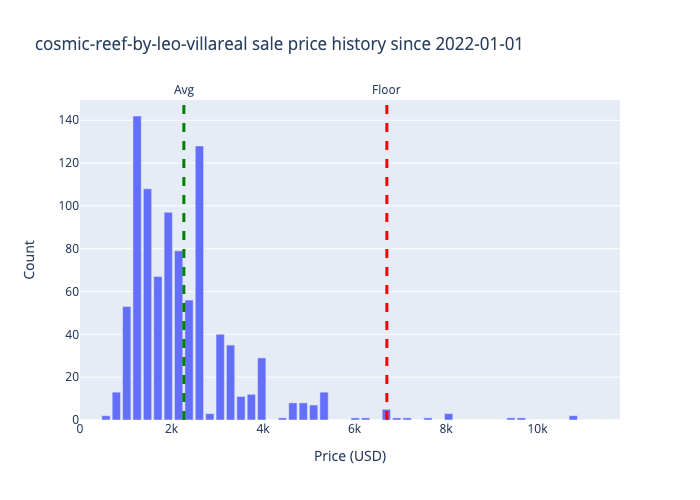 cosmic-reef-by-leo-villareal sale price history since 2022-01-01
Avg
Floor
140
120
100
80
60
40
20
0
0
2k
4k
6k
8k
10k
Count
Price (USD)